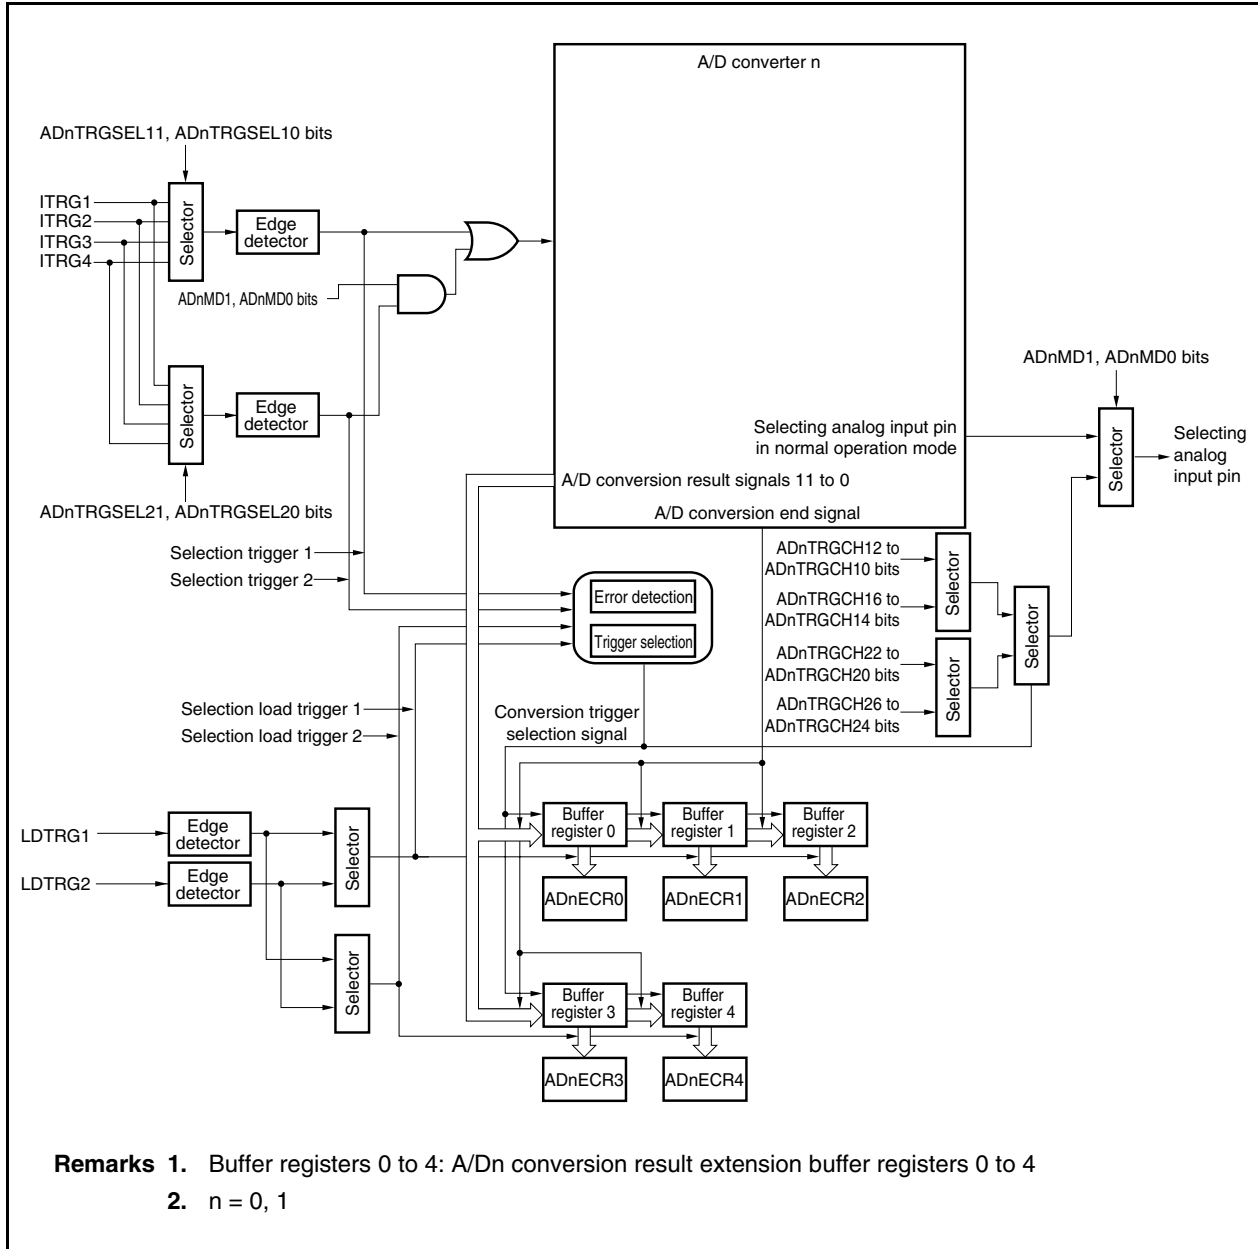 A/D converter n
ADnTRGSEL11, ADnTRGSEL10 bits
ITRG1
ITRG2
ITRG3
ITRG4
Selector
Edge
detector
ADnMD1, ADnMD0 bits
Selector
Edge
detector
ADnTRGSEL21, ADnTRGSEL20 bits
ADnMD1, ADnMD0 bits
Selecting analog input pin
in normal operation mode
Selector
Selecting
analog
input pin
A/D conversion result signals 11 to 0
A/D conversion end signal
Selection trigger 1
Selection trigger 2
Error detection
Trigger selection
ADnTRGCH12 to
ADnTRGCH10 bits
ADnTRGCH16 to
ADnTRGCH14 bits
Selector
ADnTRGCH22 to
ADnTRGCH20 bits
ADnTRGCH26 to
ADnTRGCH24 bits
Selector
Selector
Selection load trigger 1
Selection load trigger 2
Conversion trigger
selection signal
LDTRG1
Edge
detector
LDTRG2
Edge
detector
Selector
Selector
Buffer
register 0
Buffer
register 1
Buffer
register 2
ADnECR0
ADnECR1
ADnECR2
Buffer
register 3
Buffer
register 4
ADnECR3
ADnECR4
Remarks 1. Buffer registers 0 to 4: A/Dn conversion result extension buffer registers 0 to 4
2. n = 0, 1